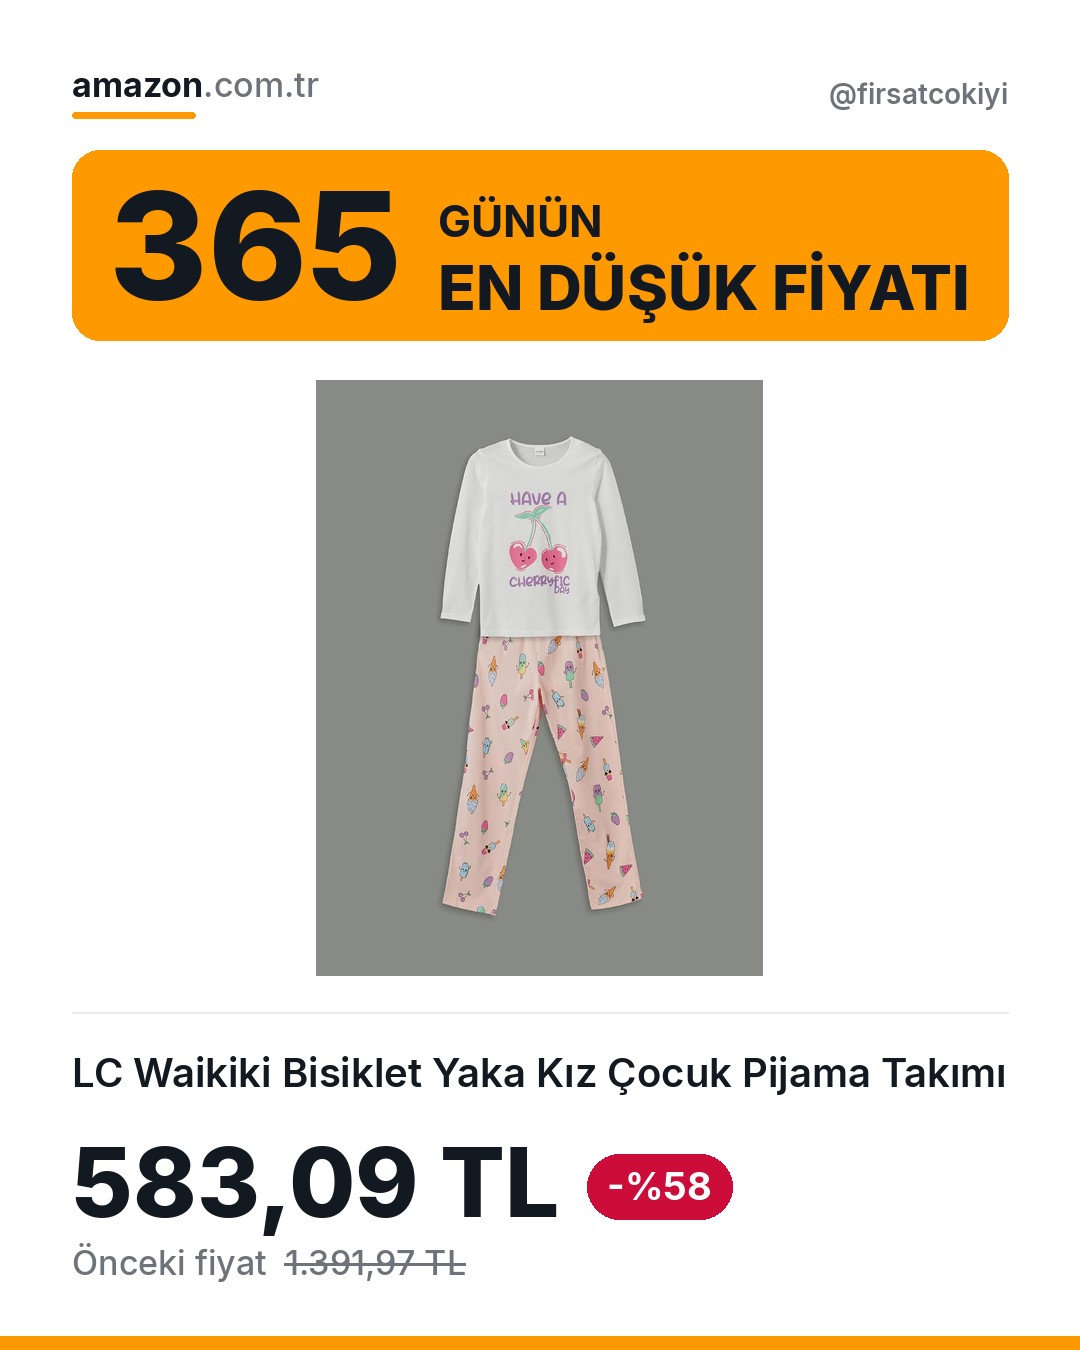 amazon.com.tr
@firsatcokiyi
365 GÜNÜN
EN DÜŞÜK FİYATI
HAVE A
CHERRYFIC
DAY
LC Waikiki Bisiklet Yaka Kız Çocuk Pijama Takımı
583,09 TL -%58
Önceki fiyat 1.391,97 TL